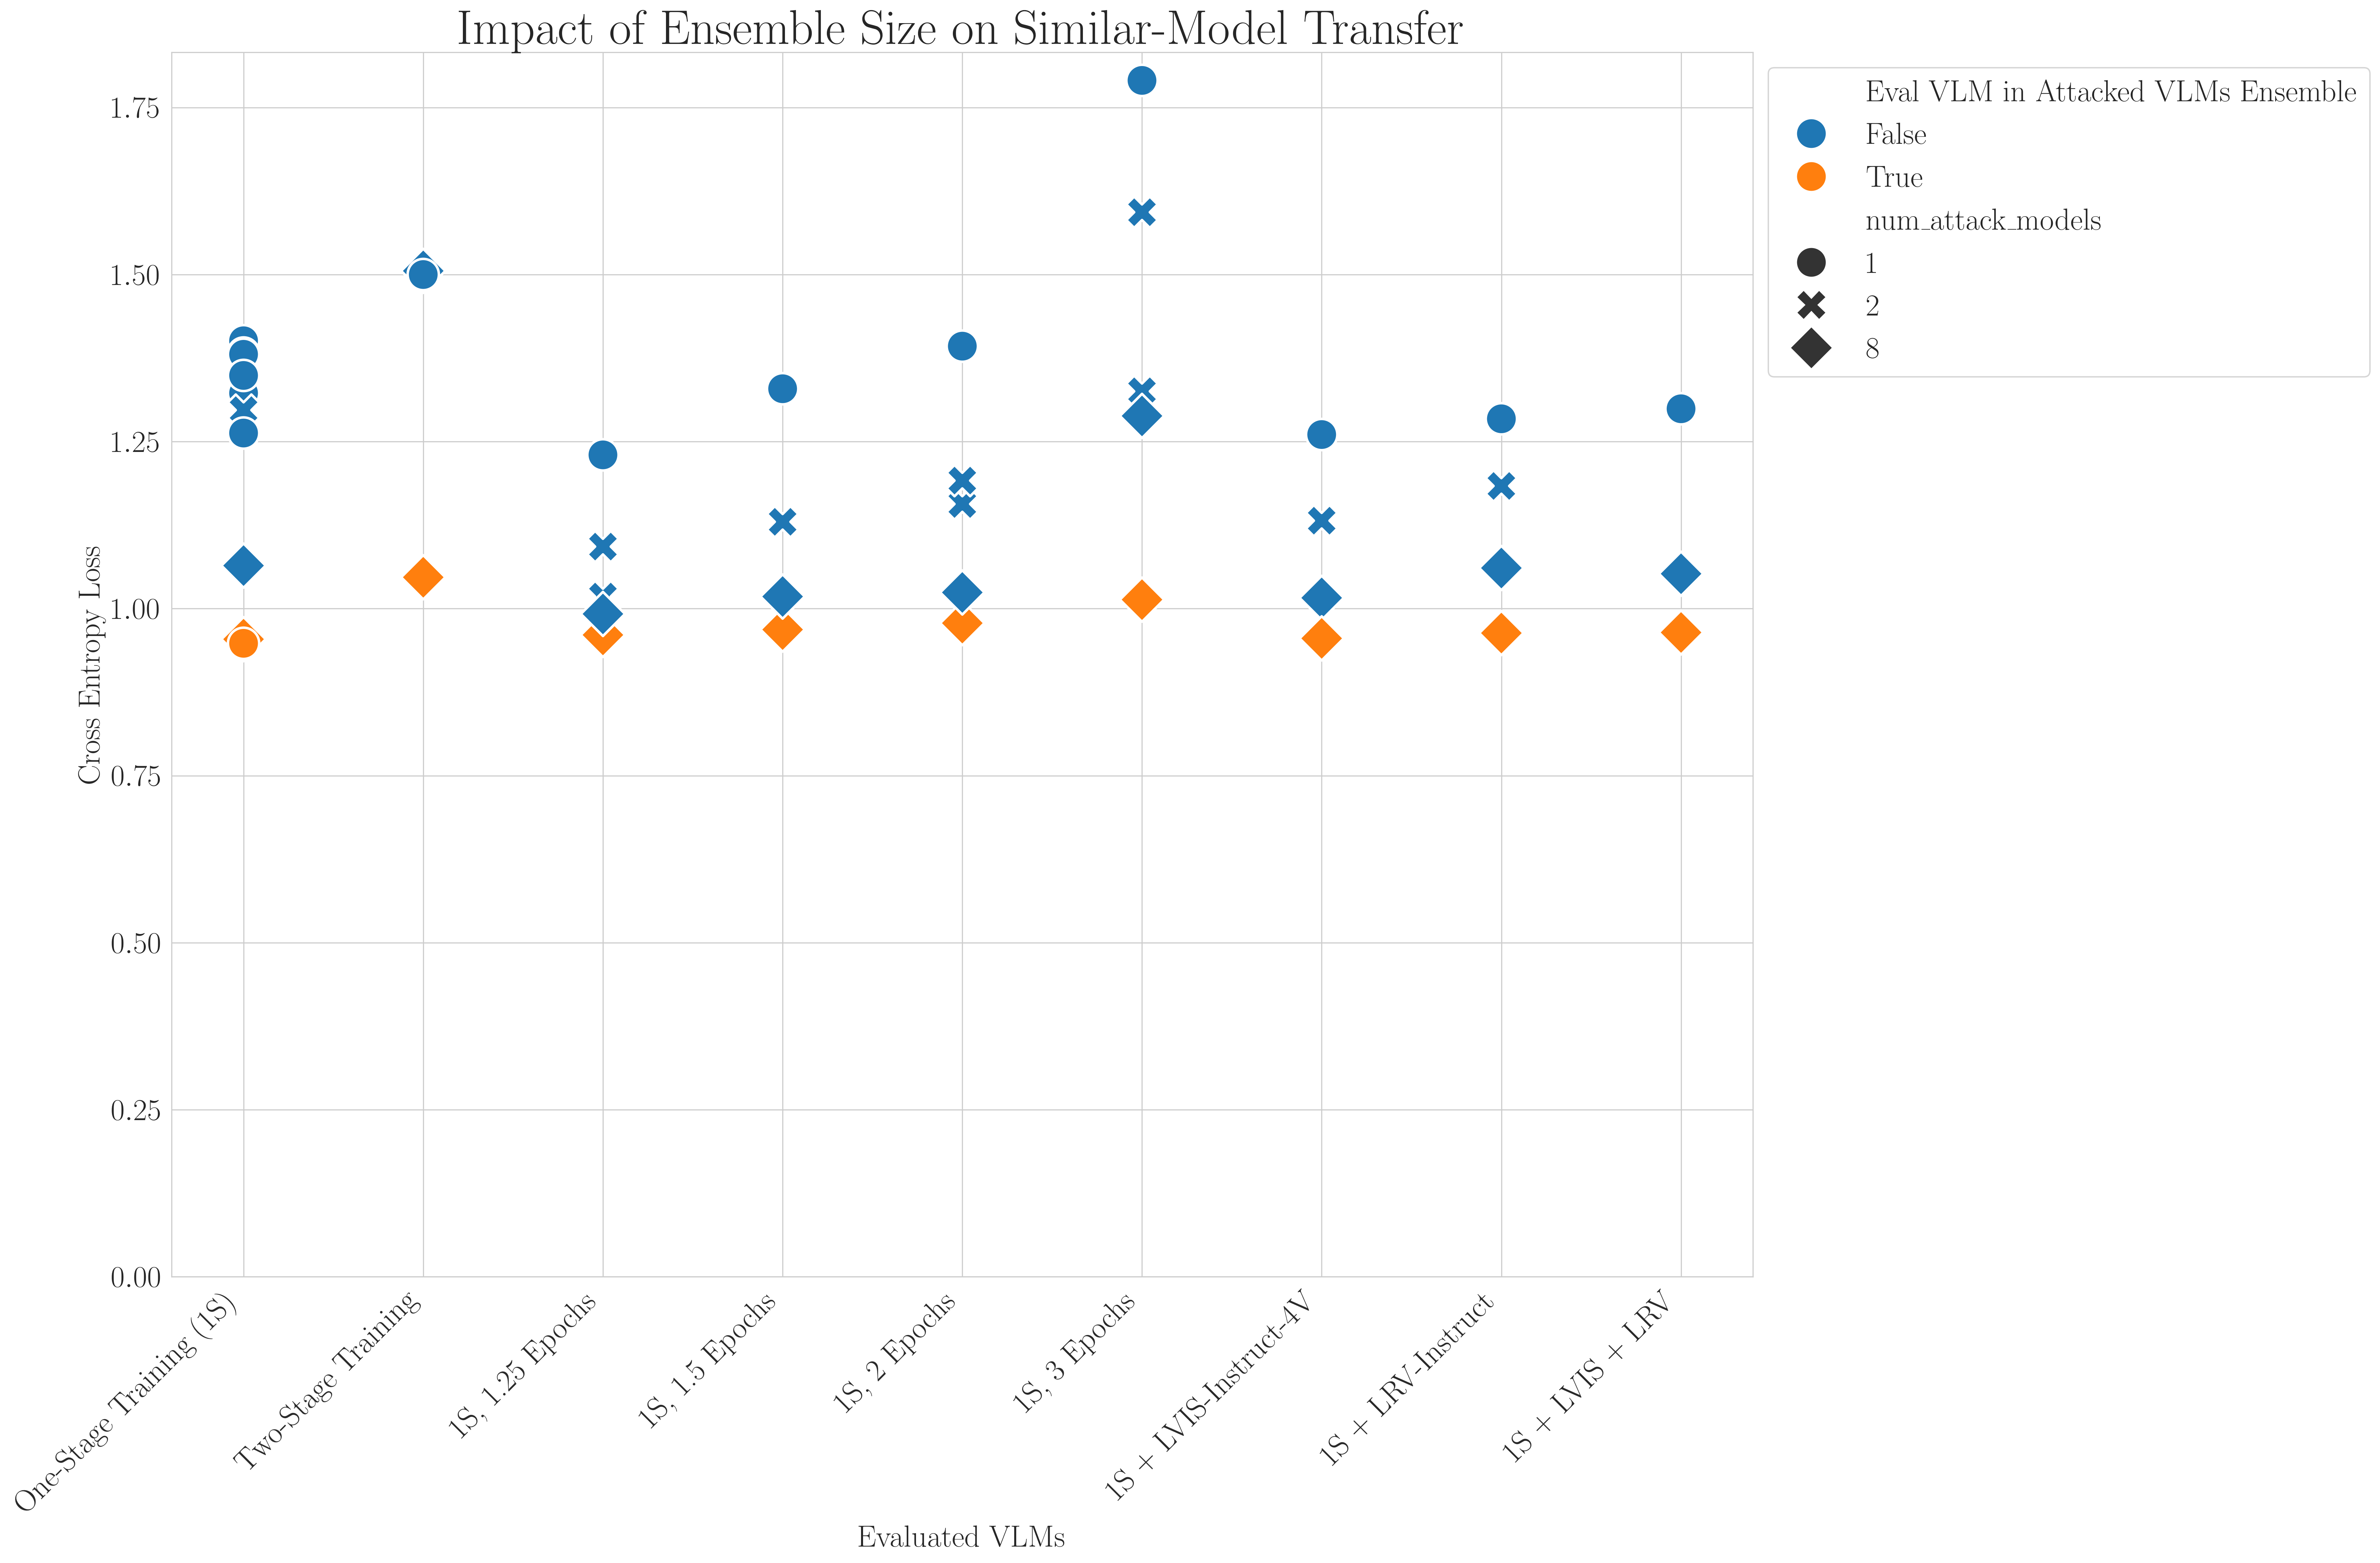 Impact of Ensemble Size on Similar-Model Transfer
Eval VLM in Attacked VLMs Ensemble
False
True
num_attack_models
1
2
8
Cross Entropy Loss
1.75
1.50
1.25
1.00
0.75
0.50
0.25
0.00
One-Stage Training (1S)
Two-Stage Training
1S, 1.25 Epochs
1S, 1.5 Epochs
1S, 2 Epochs
1S, 3 Epochs
1S + LVIS-Instruct-4V
1S + LRV-Instruct
1S + LVIS + LRV
Evaluated VLMs